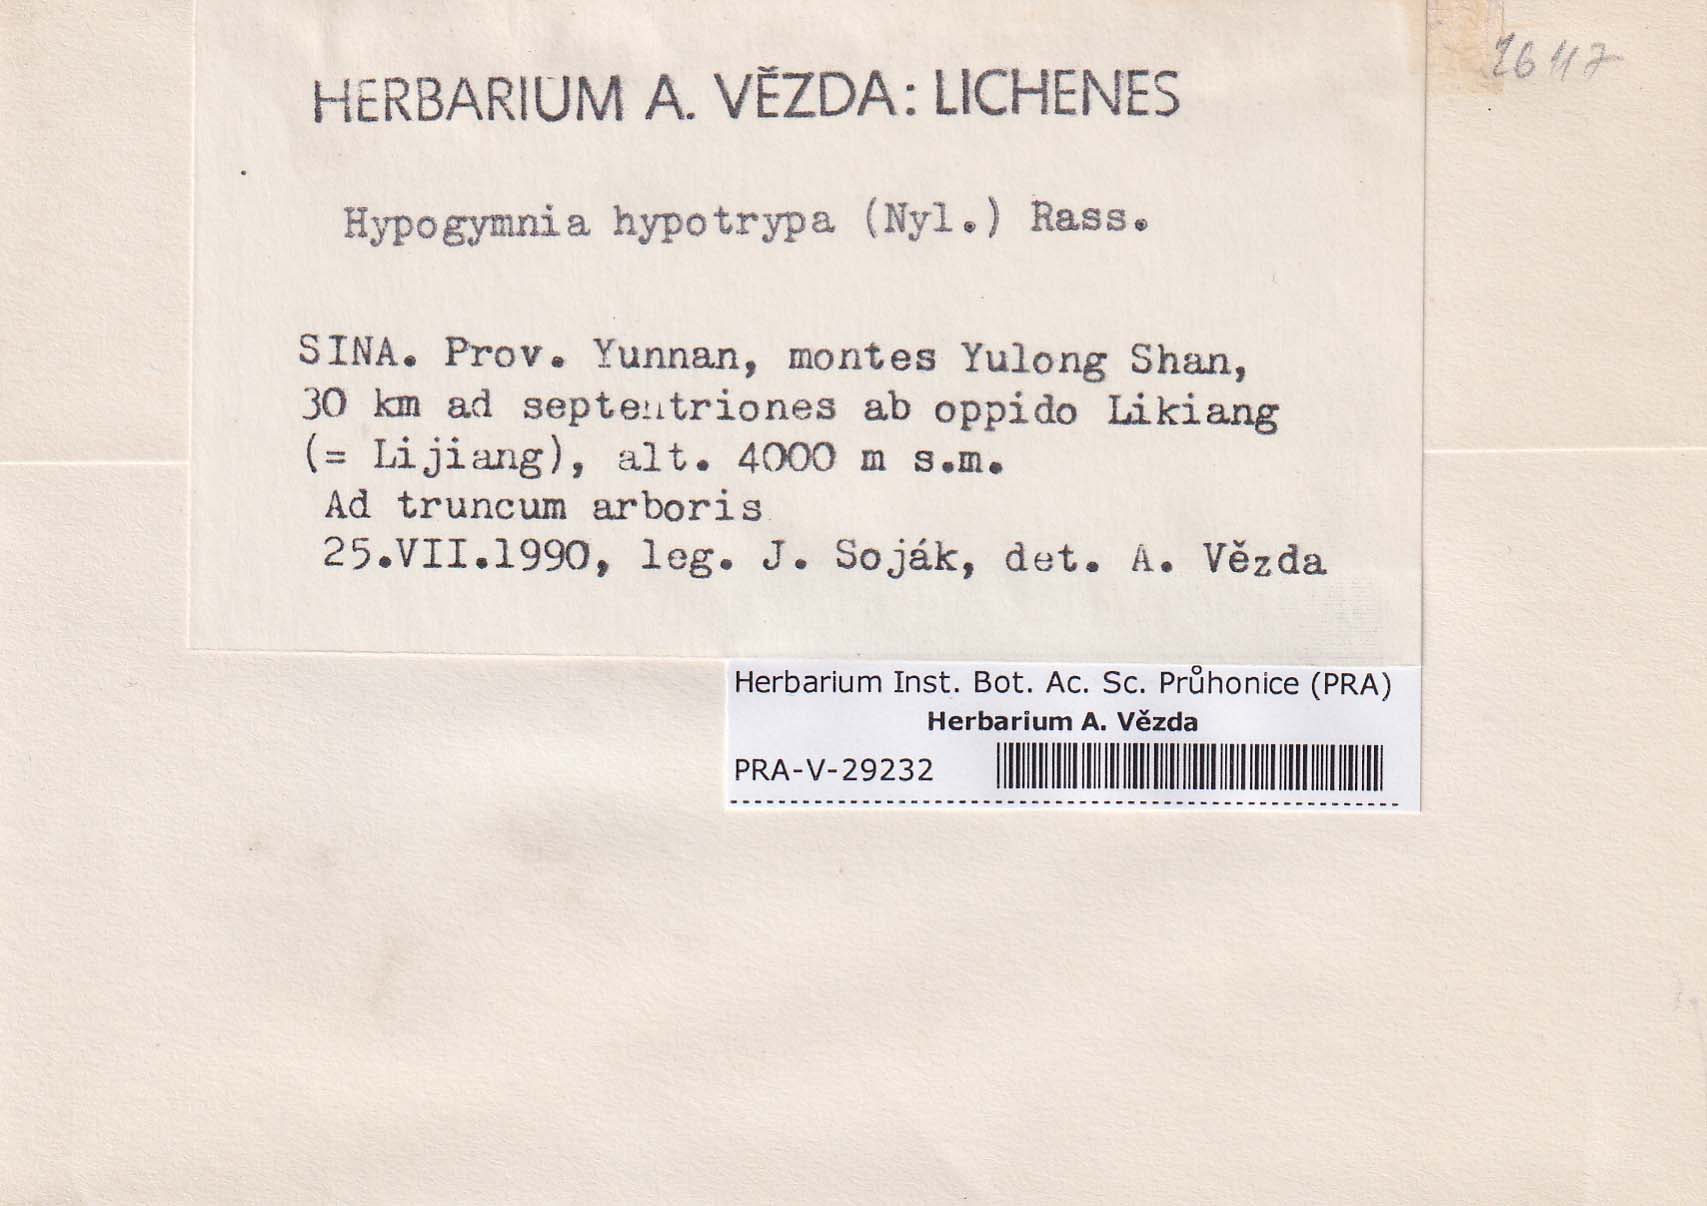 26117
HERBARIUM A. VĚZDA: LICHENES
Hypogymnia hypotrypa (Nyl.) Rass.
SINA. Prov. Yunnan, montes Yulong Shan,
30 km ad septentriones ab oppido Likiang
(= Lijiang), alt. 4000 m s.m.
Ad truncum arboris
25.VII.1990, leg. J. Soják, det. A. Vězda
Herbarium Inst. Bot. Ac. Sc. Průhonice (PRA)
Herbarium A. Vězda
PRA-V-29232